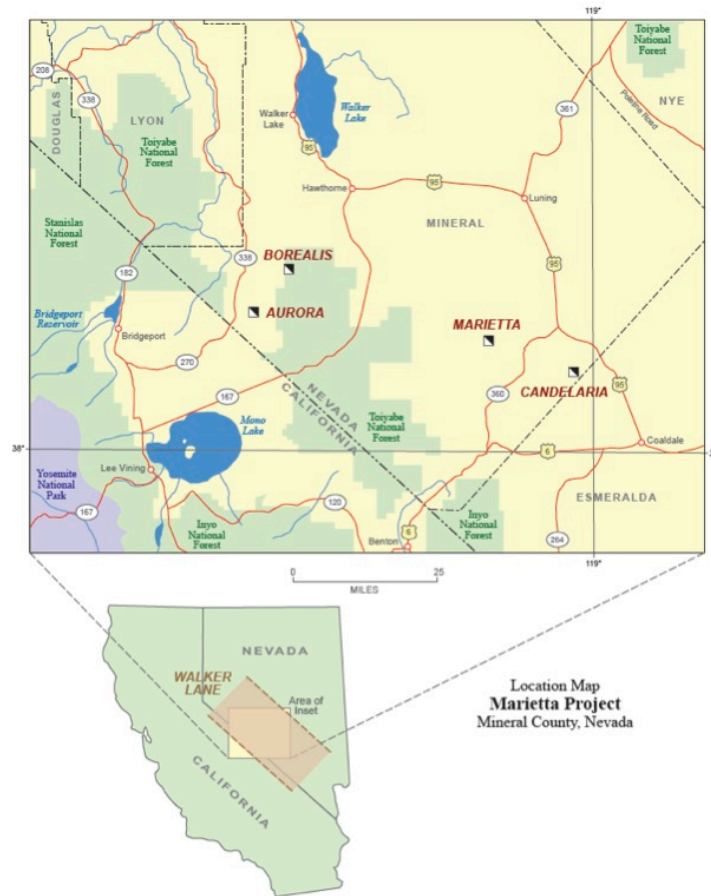 119°
Toiyabe
National
Forest
208
338
DOUGLAS
LYON
NYE
361
Poleline Road
Toiyabe
National
Forest
Walker
Lake
Walker
Lake
95
Hawthorne
95
Luning
MINERAL
Stanislas
National
Forest
338
95
BOREALIS
182
AURORA
Bridgeport
Reservoir
Bridgeport
MARIETTA
270
NEVADA
CALIFORNIA
360
CANDELARIA
95
167
Mono
Lake
Toiyabe
National
Forest
38°
38
6
Coaldale
Lee Vining
Yosemite
National
Park
167
120
ESMERALDA
Inyo
National
Forest
6
Inyo
National
Forest
Benton
264
119°
0
25
MILES
NEVADA
WALKER
LANE
Area of
Inset
CALIFORNIA
Location Map
Marietta Project
Mineral County, Nevada